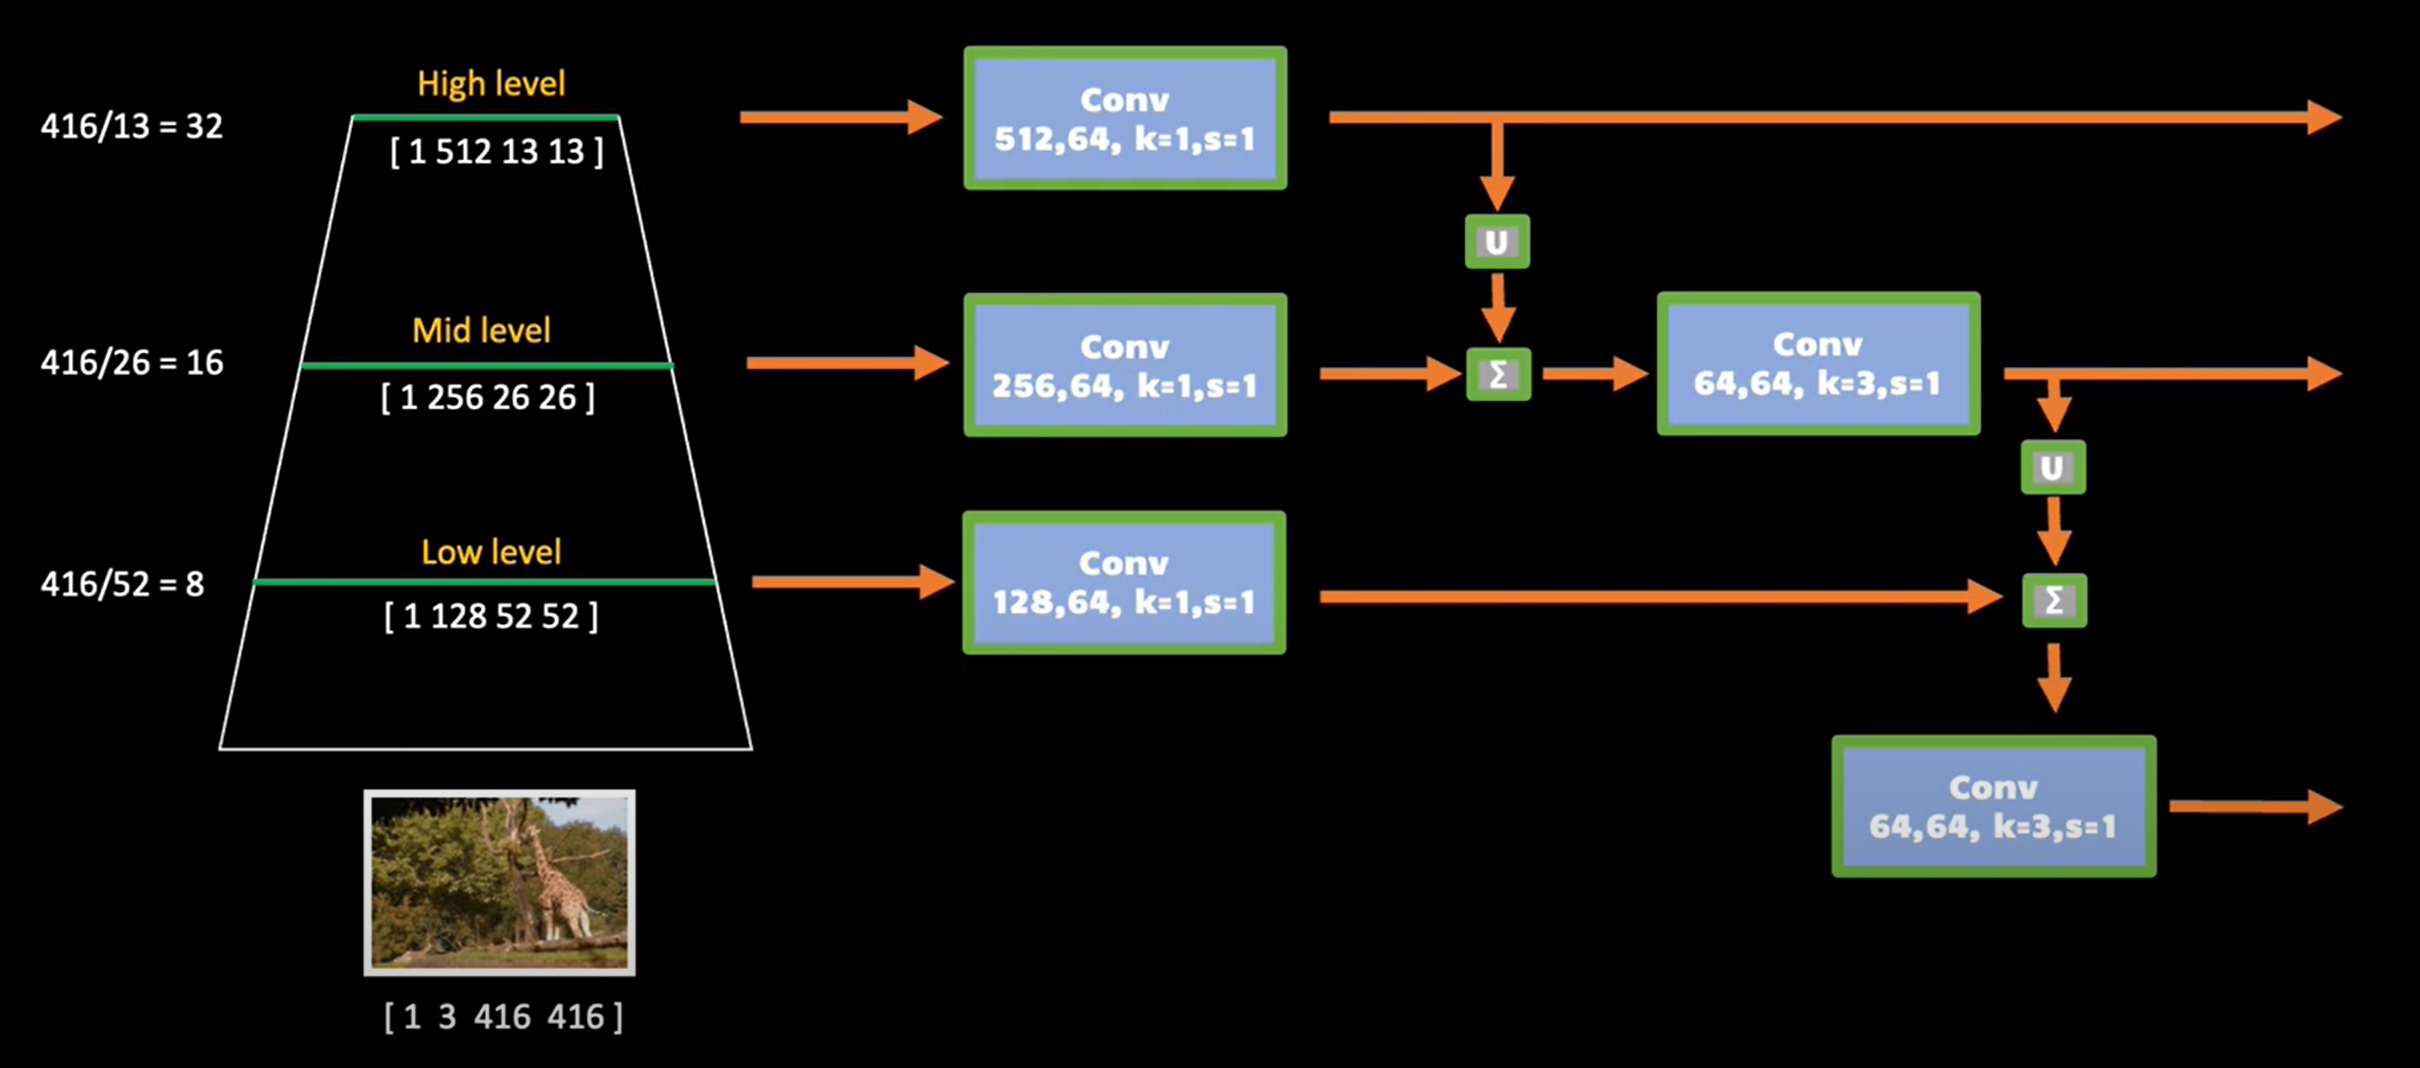 High level
416/13 = 32
[ 1 512 13 13 ]
Conv
512,64, k=1,s=1
U
Mid level
416/26 = 16
[ 1 256 26 26 ]
Conv
256,64, k=1,s=1
Σ
Conv
64,64, k=3,s=1
U
Low level
416/52 = 8
[ 1 128 52 52 ]
Conv
128,64, k=1,s=1
Σ
Conv
64,64, k=3,s=1
[ 1 3 416 416 ]